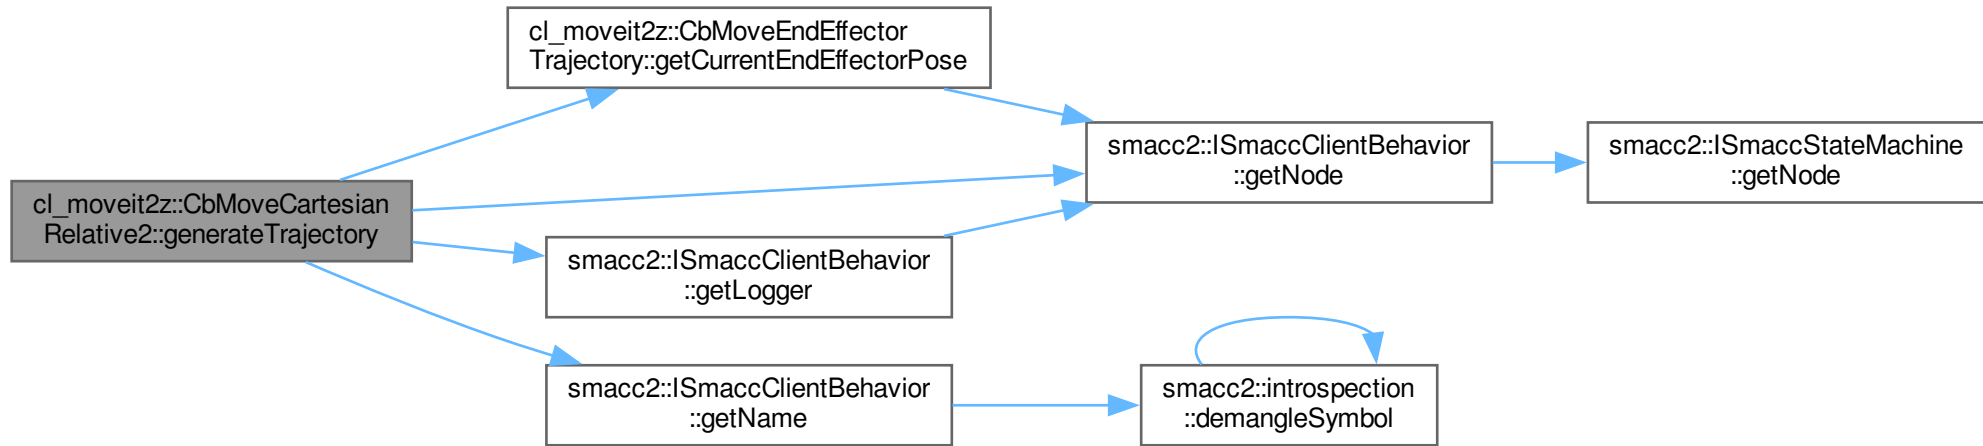 cl_moveit2z::CbMoveEndEffector
Trajectory::getCurrentEndEffectorPose
smacc2::ISmaccClientBehavior
::getNode
smacc2::ISmaccStateMachine
::getNode
cl_moveit2z::CbMoveCartesian
Relative2::generateTrajectory
smacc2::ISmaccClientBehavior
::getLogger
smacc2::ISmaccClientBehavior
::getName
smacc2::introspection
::demangleSymbol